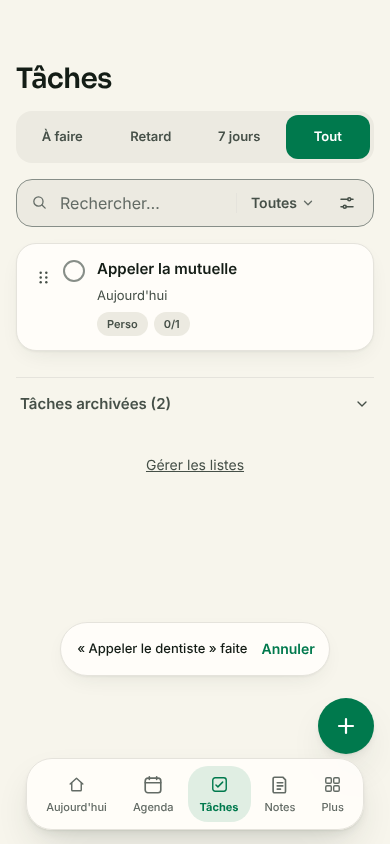 Tâches
À faire Retard 7 jours Tout
Rechercher... Toutes
Appeler la mutuelle
Aujourd'hui
Perso 0/1
Tâches archivées (2)
Gérer les listes
« Appeler le dentiste » faite Annuler
Aujourd'hui Agenda Tâches Notes Plus